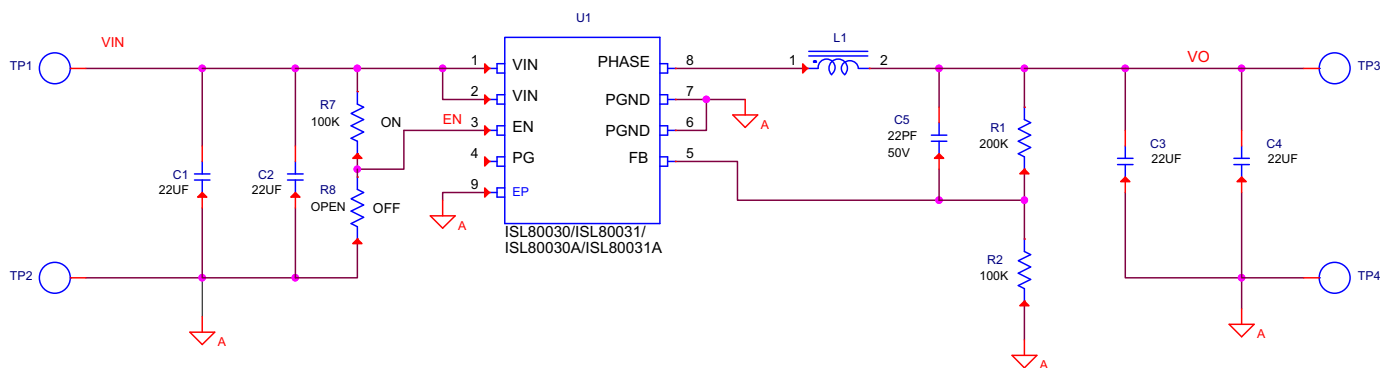 U1
VIN
L1
VO
TP1
TP3
1
VIN
PHASE
8
1
2
2
VIN
PGND
7
A
R7
100K
ON
EN
3
EN
PGND
6
C5
22PF
50V
R1
200K
4
PG
FB
5
C3
22UF
C4
22UF
C1
22UF
C2
22UF
R8
OPEN
OFF
9
EP
A
ISL80030/ISL80031/
ISL80030A/ISL80031A
TP2
R2
100K
TP4
A
A
A